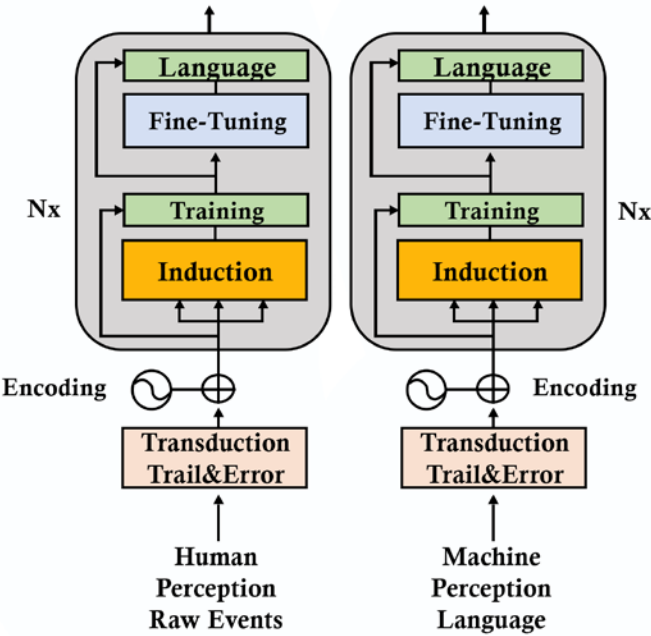 Language
Fine-Tuning
Nx
Training
Induction
Encoding
Transduction
Trail&Error
Human
Perception
Raw Events
Language
Fine-Tuning
Training
Nx
Induction
Encoding
Transduction
Trail&Error
Machine
Perception
Language